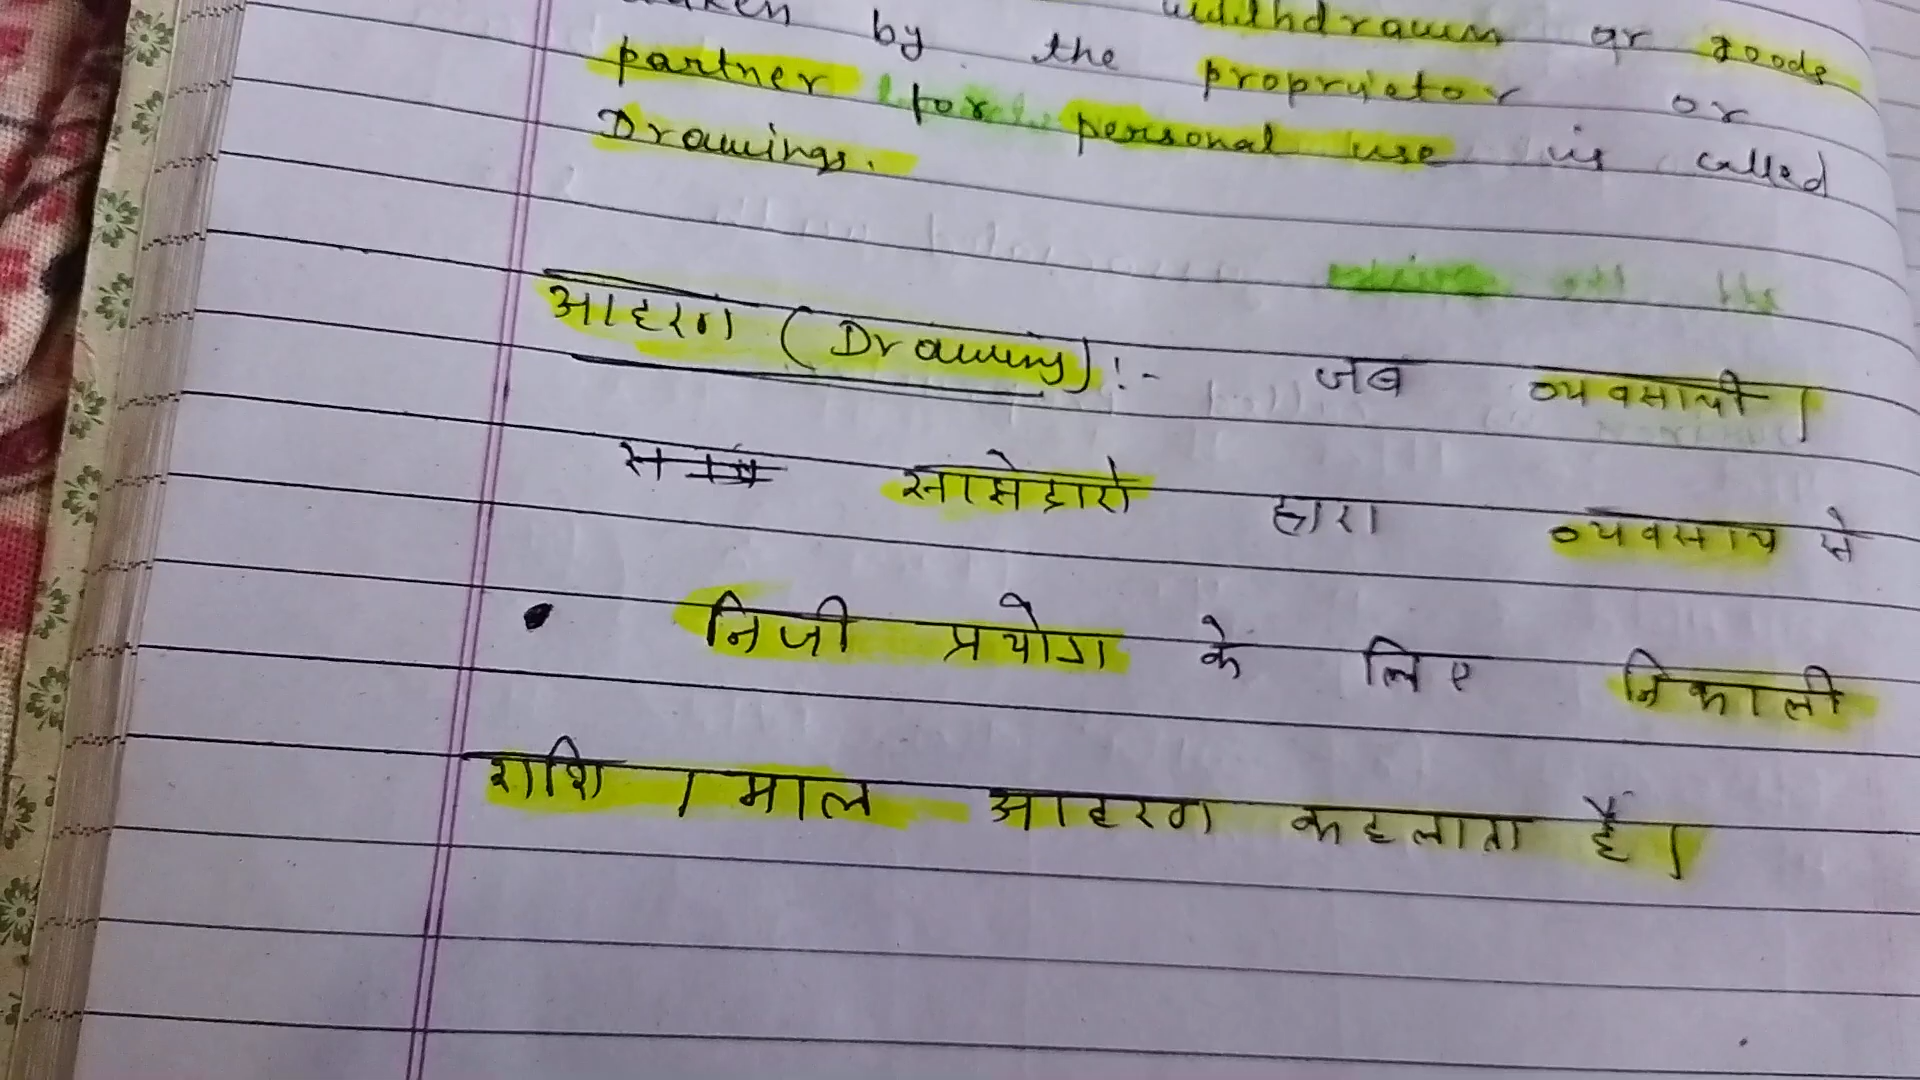 withdrawn or goods
taken by the proprietor or
partner for personal use is called
Drawings.
आहरण (Drawing) :- जब व्यवसायी /
साझेदारो द्वारा व्यवसाय से
निजी प्रयोग के लिए निकाली
राशि / माल आहरण कहलाता है।